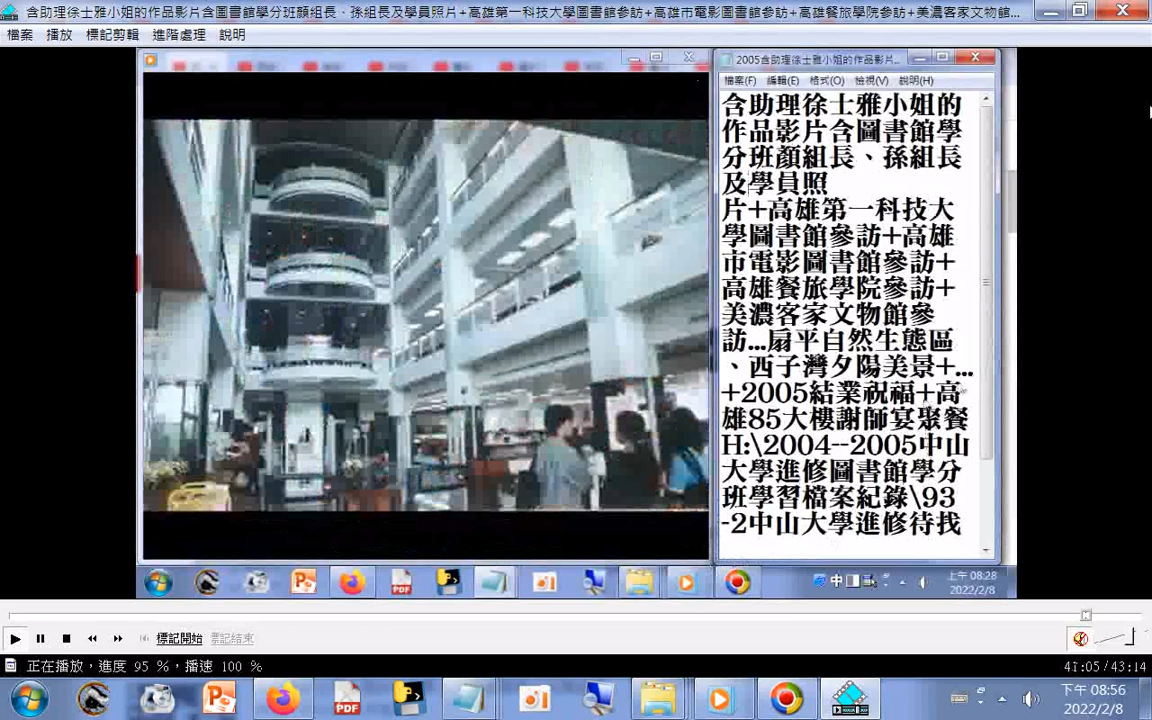 含助理徐士雅小姐的作品影片含圖書館學分班顏組長、孫組長及學員照片+高雄第一科技大學圖書館參訪+高雄市電影圖書館參訪+高雄餐旅學院參訪+美濃客家文物館...
檔案 播放 標記剪輯 進階處理 說明
2005含助理徐士雅小姐的作品影片...
檔案(F) 編輯(E) 格式(O) 檢視(V) 說明(H)
含助理徐士雅小姐的
作品影片含圖書館學
分班顏組長、孫組長
及學員照
片+高雄第一科技大
學圖書館參訪+高雄
市電影圖書館參訪+
高雄餐旅學院參訪+
美濃客家文物館參
訪...扇平自然生態區
、西子灣夕陽美景+...
+2005結業祝福+高
雄85大樓謝師宴聚餐
H:\2004--2005中山
大學進修圖書館學分
班學習檔案紀錄\93
-2中山大學進修待找
PDF
中
上午 08:28
2022/2/8
標記開始 標記結束
正在播放，進度 95 %，播速 100 %
41:05/43:14
PDF
下午 08:56
2022/2/8